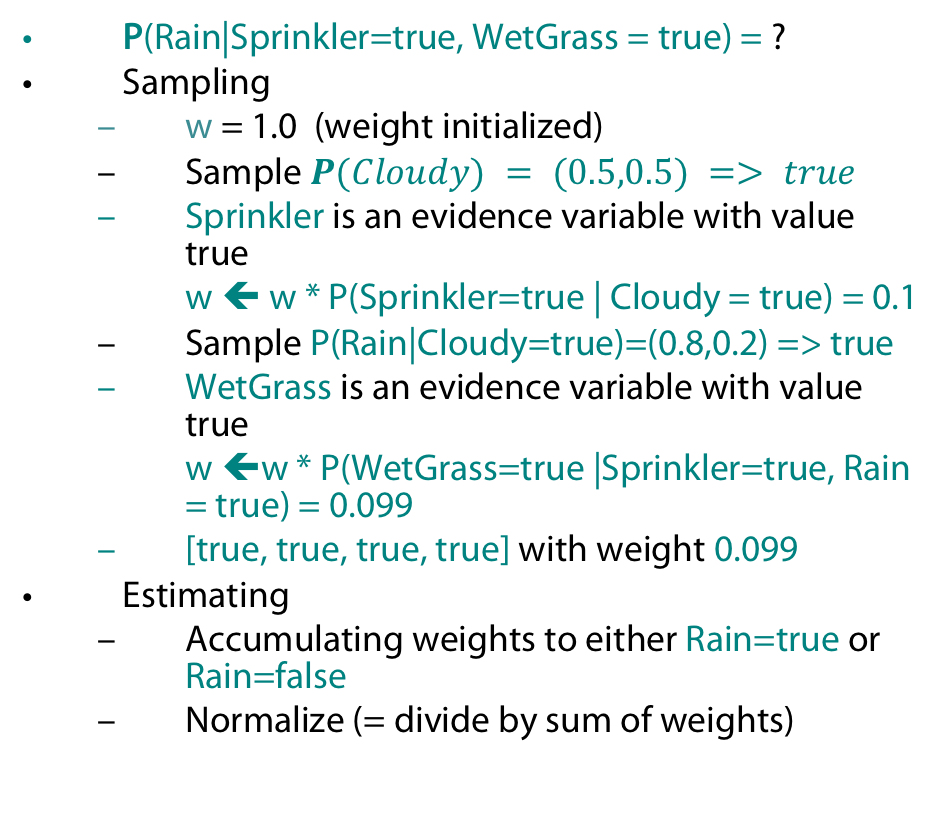 • P(Rain|Sprinkler=true, WetGrass = true) = ?
• Sampling
– w = 1.0 (weight initialized)
– Sample P(Cloudy) = (0.5,0.5) => true
– Sprinkler is an evidence variable with value
true
w 🡸 w * P(Sprinkler=true | Cloudy = true) = 0.1
– Sample P(Rain|Cloudy=true)=(0.8,0.2) => true
– WetGrass is an evidence variable with value
true
w 🡸w * P(WetGrass=true |Sprinkler=true, Rain
= true) = 0.099
– [true, true, true, true] with weight 0.099
• Estimating
– Accumulating weights to either Rain=true or
Rain=false
– Normalize (= divide by sum of weights)